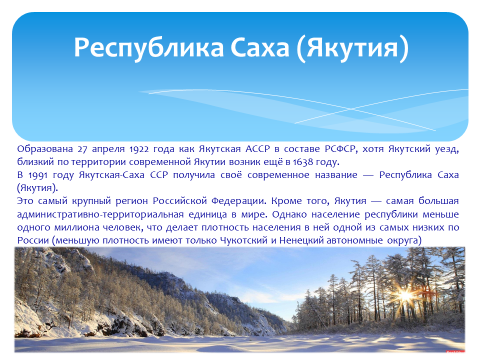 Республика Саха (Якутия)
Образована 27 апреля 1922 года как Якутская АССР в составе РСФСР, хотя Якутский уезд,
близкий по территории современной Якутии возник ещё в 1638 году.
В 1991 году Якутская-Саха ССР получила своё современное название — Республика Саха
(Якутия).
Это самый крупный регион Российской Федерации. Кроме того, Якутия — самая большая
административно-территориальная единица в мире. Однако население республики меньше
одного миллиона человек, что делает плотность населения в ней одной из самых низких по
России (меньшую плотность имеют только Чукотский и Ненецкий автономные округа)